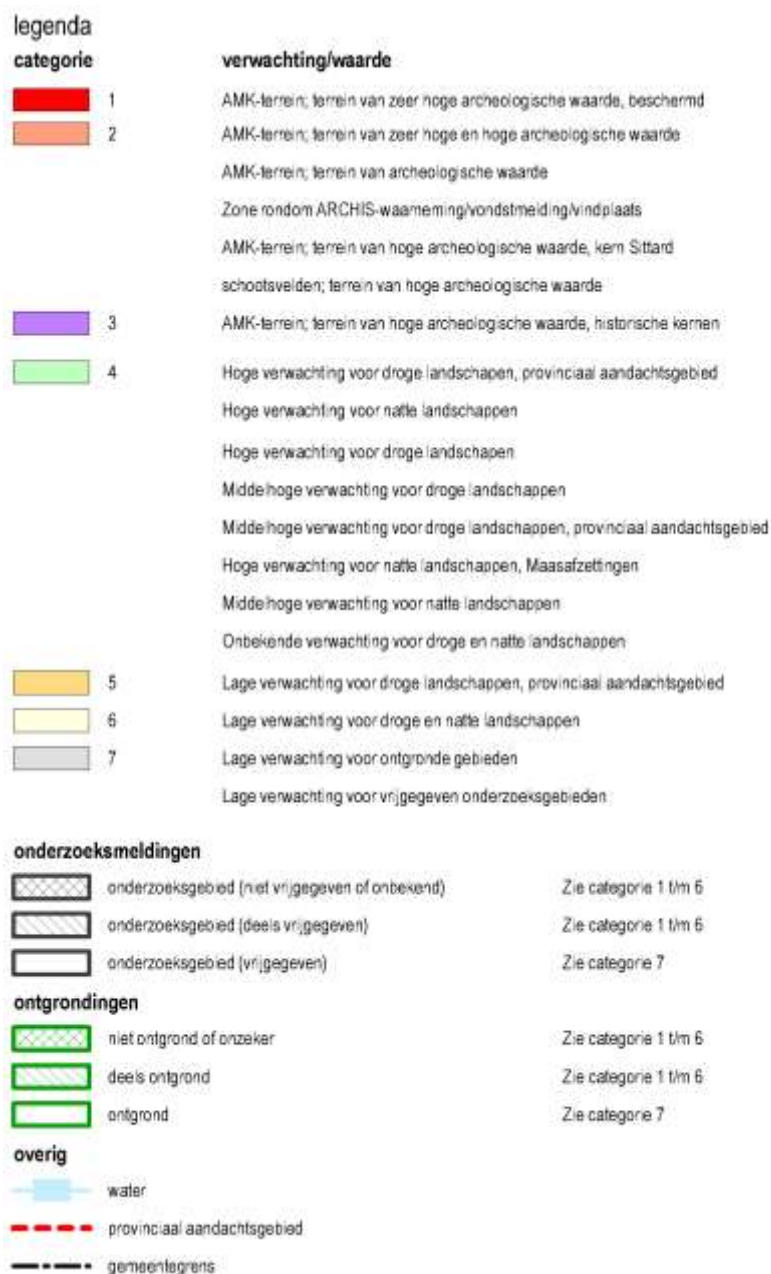 legenda
categorie verwachting/waarde
1 AMK-terrein; terrein van zeer hoge archeologische waarde, beschermd
2 AMK-terrein; terrein van zeer hoge en hoge archeologische waarde
AMK-terrein; terrein van archeologische waarde
Zone rondom ARCHIS-waarneming/vondstmelding/vindplaats
AMK-terrein; terrein van hoge archeologische waarde, kern Sittard
schootsvelden; terrein van hoge archeologische waarde
3 AMK-terrein; terrein van hoge archeologische waarde, historische kernen
4 Hoge verwachting voor droge landschapen, provinciaal aandachtsgebied
Hoge verwachting voor natte landschappen
Hoge verwachting voor droge landschapen
Middelhoge verwachting voor droge landschappen
Middelhoge verwachting voor droge landschappen, provinciaal aandachtsgebied
Hoge verwachting voor natte landschappen, Maasafzettingen
Middelhoge verwachting voor natte landschappen
Onbekende verwachting voor droge en natte landschappen
5 Lage verwachting voor droge landschappen, provinciaal aandachtsgebied
6 Lage verwachting voor droge en natte landschappen
7 Lage verwachting voor ontgronde gebieden
Lage verwachting voor vrijgegeven onderzoeksgebieden
onderzoeksmeldingen
onderzoeksgebied (niet vrijgegeven of onbekend) Zie categorie 1 t/m 6
onderzoeksgebied (deels vrijgegeven) Zie categorie 1 t/m 6
onderzoeksgebied (vrijgegeven) Zie categorie 7
ontgrondingen
niet ontgrond of onzeker Zie categorie 1 t/m 6
deels ontgrond Zie categorie 1 t/m 6
ontgrond Zie categorie 7
overig
water
provinciaal aandachtsgebied
gemeentegrens